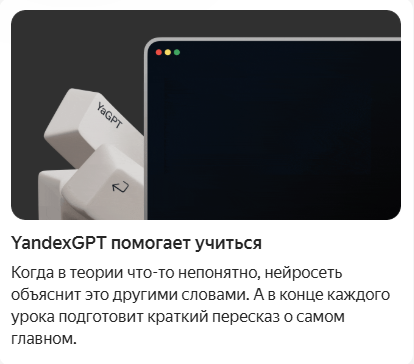 YaGPT
YandexGPT помогает учиться
Когда в теории что-то непонятно, нейросеть
объяснит это другими словами. А в конце каждого
урока подготовит краткий пересказ о самом
главном.